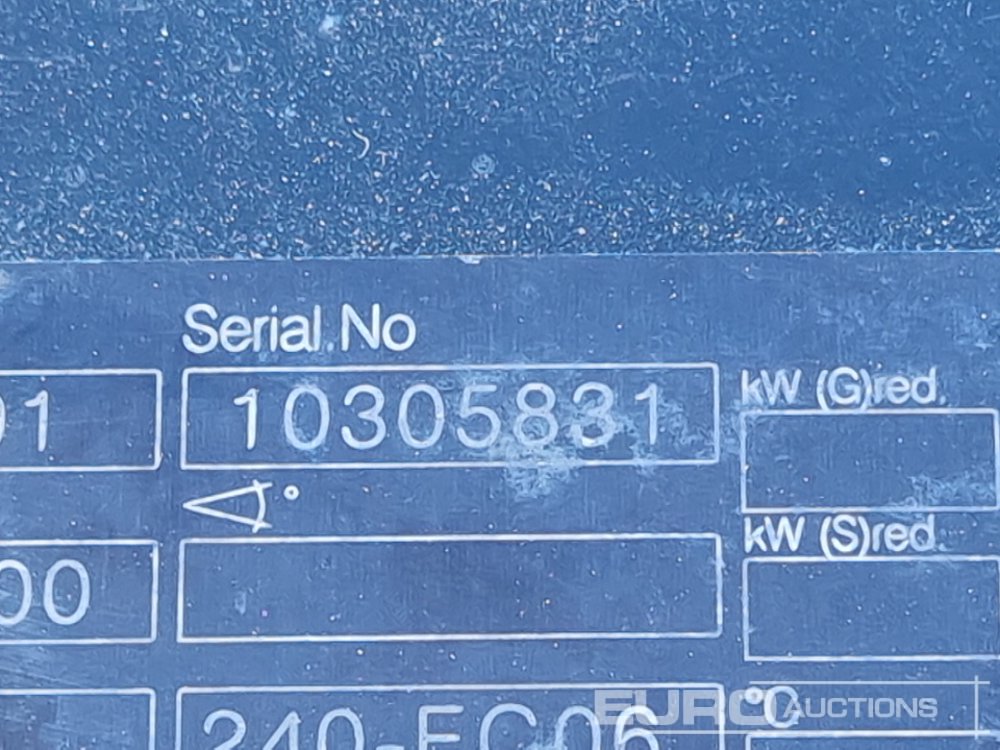 Serial No
01 10305831 kW (G)red.
°
00 kW (S)red.
240-EC06 °C
EURO AUCTIONS